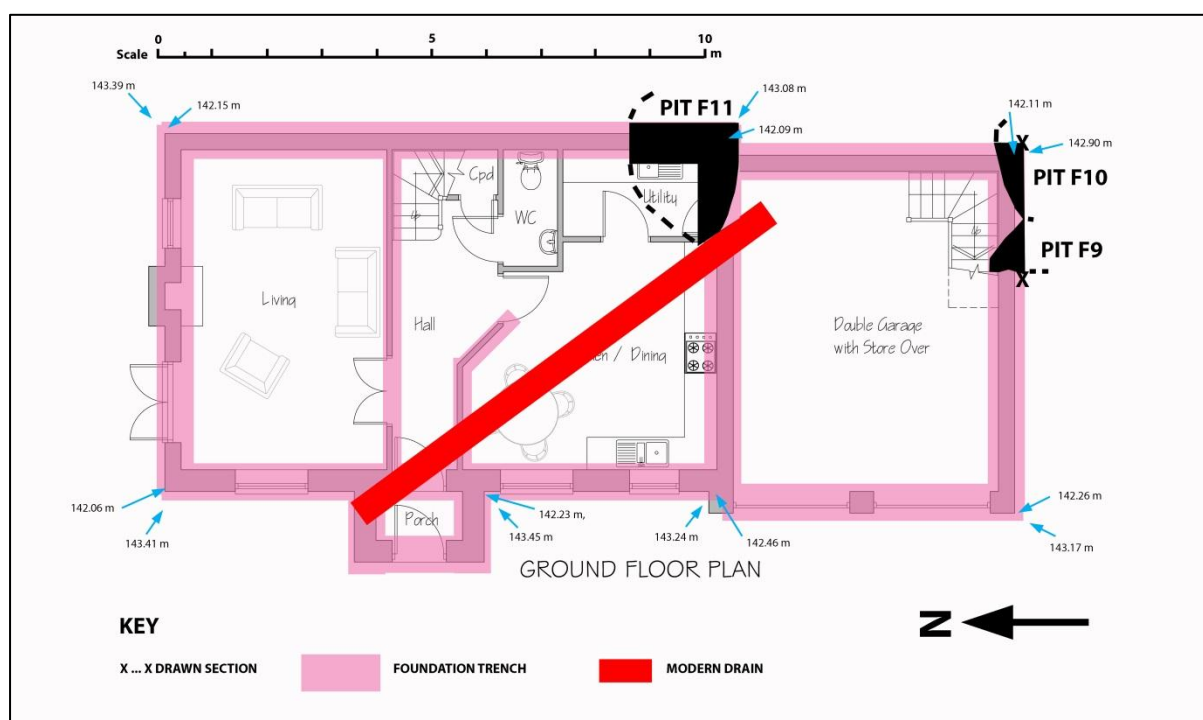 0 5 10
Scale m
143.39 m
142.15 m
PIT F11
143.08 m
142.09 m
142.11 m
X
142.90 m
PIT F10
Cpd
WC
Utility
Up
Up
PIT F9
X
Living
Hall
Dining
Double Garage
with Store Over
142.06 m
143.41 m
Porch
142.23 m,
143.45 m
143.24 m
142.46 m
142.26 m
143.17 m
GROUND FLOOR PLAN
KEY
X ... X DRAWN SECTION
FOUNDATION TRENCH
MODERN DRAIN
N